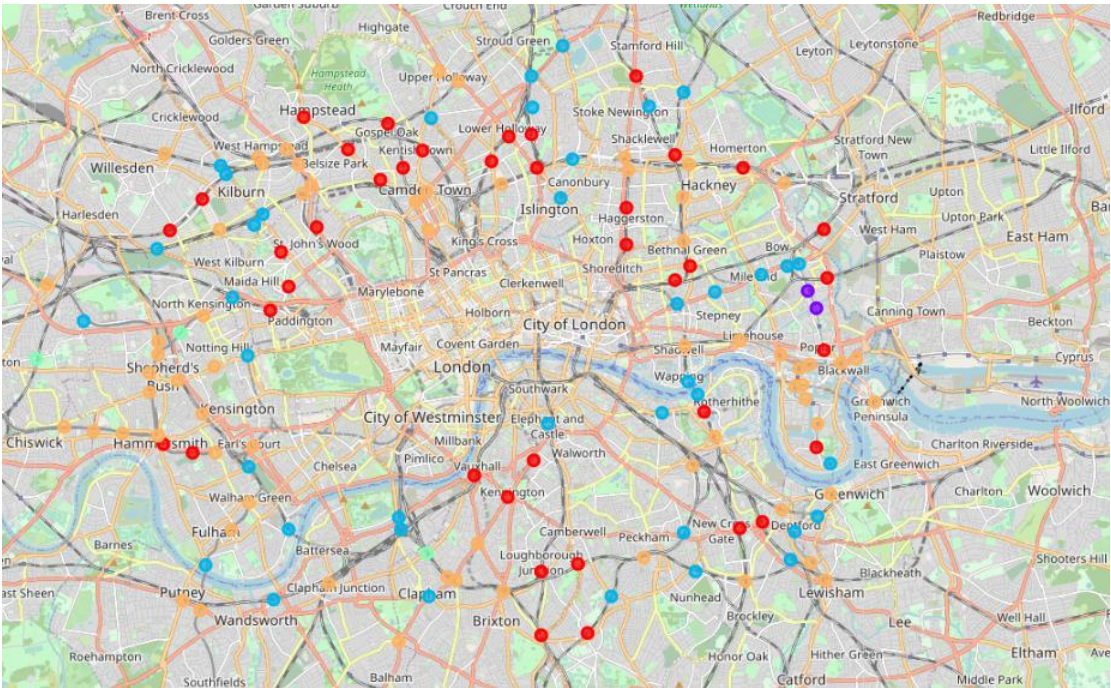 Brent Cross
Garden Suburb
Crouch End
Wetlands
Redbridge
Golders Green
Highgate
Stroud Green
Stamford Hill
Leytonstone
Leyton
North Cricklewood
Hampstead
Heath
Upper Holloway
Cricklewood
Hampstead
Stoke Newington
Ilford
Gospel Oak
Lower Holloway
Shacklewell
Stratford New
Town
West Hampstead
Kentish Town
Homerton
Little Ilford
Willesden
Belsize Park
Kilburn
Camden Town
Canonbury
Hackney
Stratford
Upton
Harlesden
Islington
Haggerston
Upton Park
St. John's Wood
King's Cross
Hoxton
Bethnal Green
Bow
West Ham
East Ham
West Kilburn
St Pancras
Shoreditch
Mile End
Plaistow
Maida Hill
Marylebone
Clerkenwell
North Kensington
Paddington
Holborn
Stepney
Canning Town
City of London
Beckton
Notting Hill
Mayfair
Covent Garden
Limehouse
Shadwell
Poplar
Cyprus
Shepherd's
Bush
London
Wapping
Blackwall
Southwark
Kensington
City of Westminster
Rotherhithe
Greenwich
Peninsula
North Woolwich
Elephant and
Castle
Chiswick
Hammersmith
Earl's Court
Millbank
Walworth
Charlton Riverside
Chelsea
Pimlico
Vauxhall
East Greenwich
Walham Green
Kennington
Greenwich
Charlton
Woolwich
Fulham
Camberwell
New Cross
Gate
Deptford
Barnes
Battersea
Peckham
Loughborough
Junction
Shooters Hill
East Sheen
Putney
Clapham Junction
Clapham
Nunhead
Blackheath
Lewisham
Wandsworth
Brixton
Brockley
Lee
Well Hall
Roehampton
Honor Oak
Hither Green
Eltham
Southfields
Balham
Catford
Middle Park